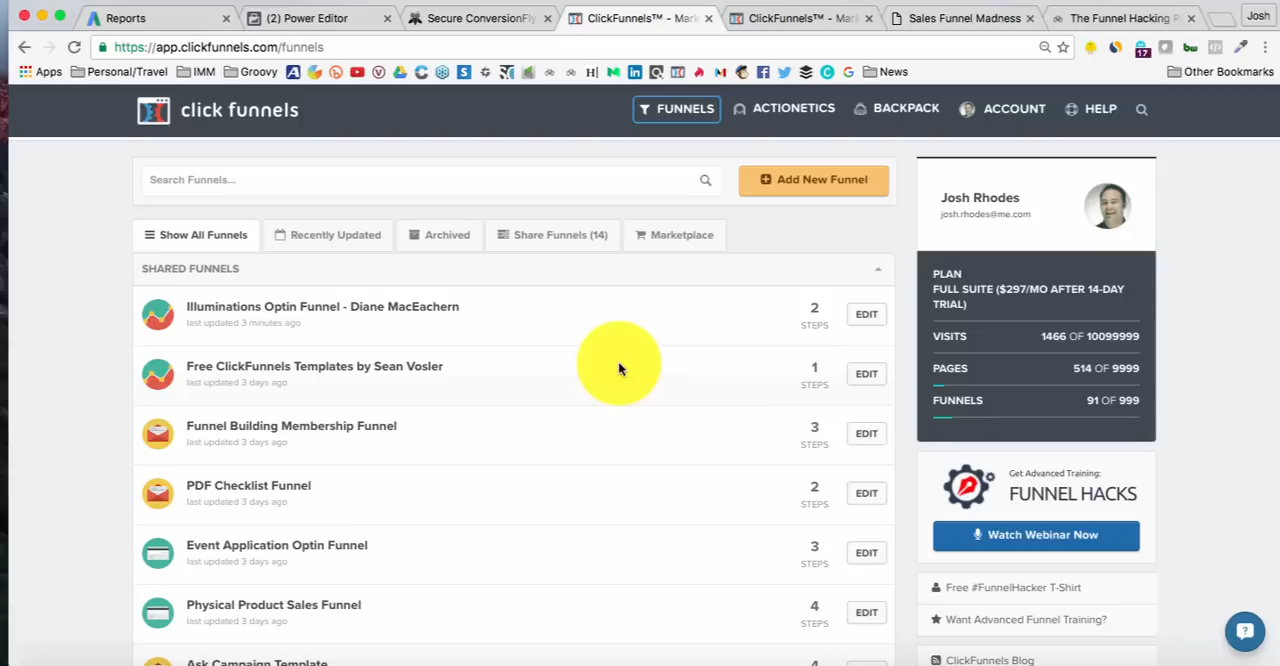 Reports
(2) Power Editor
Secure ConversionFly
ClickFunnels™ - Mark
ClickFunnels™ - Mark
Sales Funnel Madness
The Funnel Hacking P
Josh
https://app.clickfunnels.com/funnels
17
Apps
Personal/Travel
IMM
Groovy
News
Other Bookmarks
click funnels
FUNNELS
ACTIONETICS
BACKPACK
ACCOUNT
HELP
Search Funnels...
Add New Funnel
Show All Funnels
Recently Updated
Archived
Share Funnels (14)
Marketplace
SHARED FUNNELS
Illuminations Optin Funnel - Diane MacEachern
last updated 3 minutes ago
2
STEPS
EDIT
Free ClickFunnels Templates by Sean Vosler
last updated 3 days ago
1
STEPS
EDIT
Funnel Building Membership Funnel
last updated 3 days ago
3
STEPS
EDIT
PDF Checklist Funnel
last updated 3 days ago
2
STEPS
EDIT
Event Application Optin Funnel
last updated 3 days ago
3
STEPS
EDIT
Physical Product Sales Funnel
last updated 3 days ago
4
STEPS
EDIT
Ask Campaign Template
4
Josh Rhodes
josh.rhodes@me.com
PLAN
FULL SUITE ($297/MO AFTER 14-DAY
TRIAL)
VISITS
1466 OF 10099999
PAGES
514 OF 9999
FUNNELS
91 OF 999
Get Advanced Training:
FUNNEL HACKS
Watch Webinar Now
Free #FunnelHacker T-Shirt
Want Advanced Funnel Training?
ClickFunnels Blog